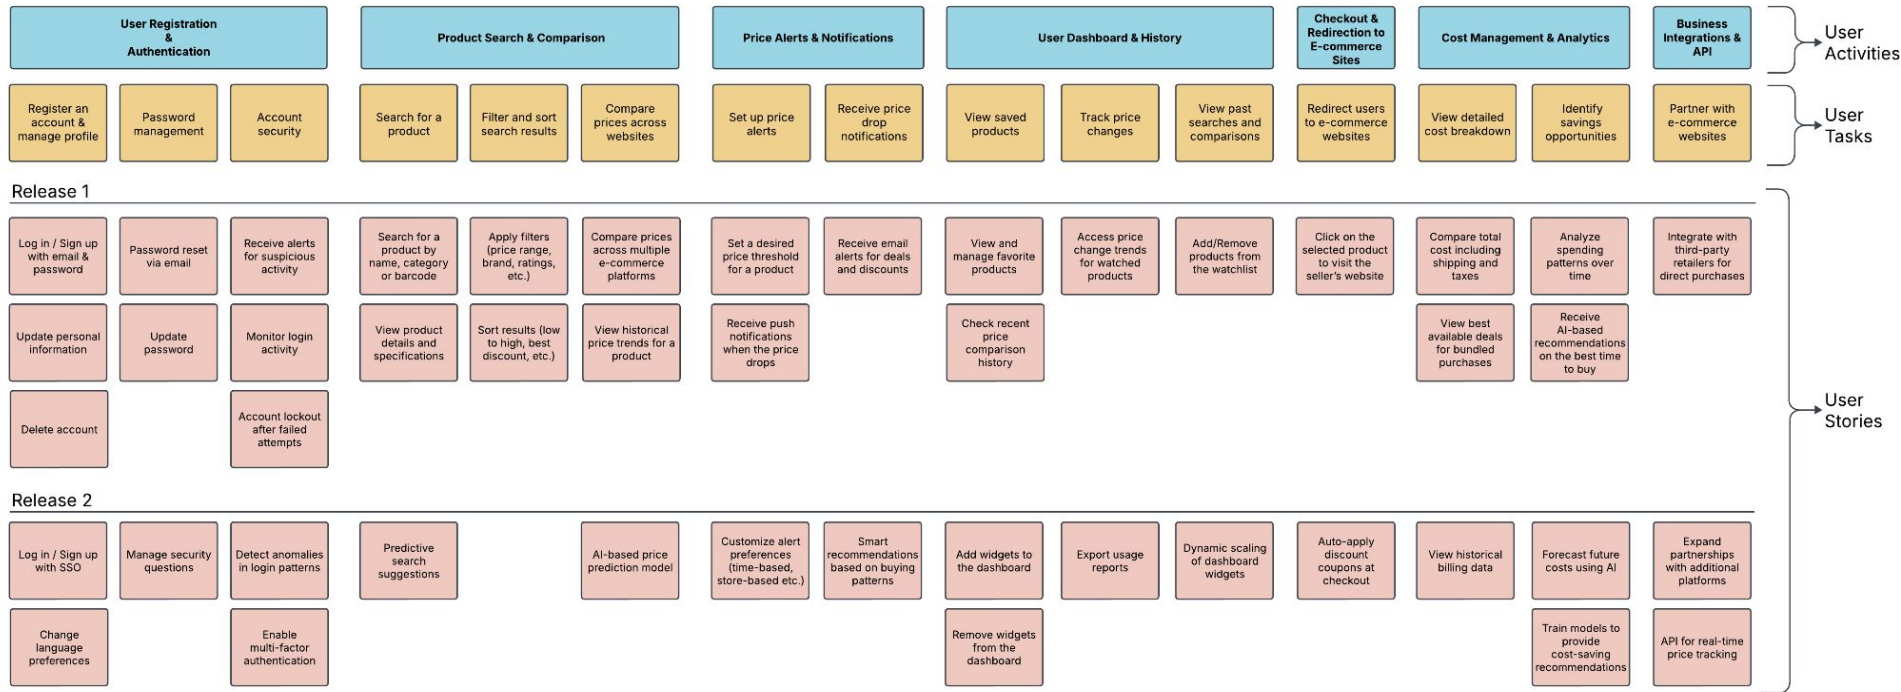 User Registration
&
Authentication
Product Search & Comparison
Price Alerts & Notifications
User Dashboard & History
Checkout &
Redirection to
E-commerce
Sites
Cost Management & Analytics
Business
Integrations &
API
User
Activities
Register an
account &
manage profile
Password
management
Account
security
Search for a
product
Filter and sort
search results
Compare
prices across
websites
Set up price
alerts
Receive price
drop
notifications
View saved
products
Track price
changes
View past
searches and
comparisons
Redirect users
to e-commerce
websites
View detailed
cost breakdown
Identify
savings
opportunities
Partner with
e-commerce
websites
User
Tasks
Release 1
Log in / Sign up
with email &
password
Password reset
via email
Receive alerts
for suspicious
activity
Search for a
product by
name, category
or barcode
Apply filters
(price range,
brand, ratings,
etc.)
Compare prices
across multiple
e-commerce
platforms
Set a desired
price threshold
for a product
Receive email
alerts for deals
and discounts
View and
manage favorite
products
Access price
change trends
for watched
products
Add/Remove
products from
the watchlist
Click on the
selected product
to visit the
seller's website
Compare total
cost including
shipping and
taxes
Analyze
spending
patterns over
time
Integrate with
third-party
retailers for
direct purchases
Update personal
information
Update
password
Monitor login
activity
View product
details and
specifications
Sort results (low
to high, best
discount, etc.)
View historical
price trends for a
product
Receive push
notifications
when the price
drops
Check recent
price
comparison
history
View best
available deals
for bundled
purchases
Receive
AI-based
recommendations
on the best time
to buy
Delete account
Account lockout
after failed
attempts
User
Stories
Release 2
Log in / Sign up
with SSO
Manage security
questions
Detect anomalies
in login patterns
Predictive
search
suggestions
AI-based price
prediction model
Customize alert
preferences
(time-based,
store-based etc.)
Smart
recommendations
based on buying
patterns
Add widgets to
the dashboard
Export usage
reports
Dynamic scaling
of dashboard
widgets
Auto-apply
discount
coupons at
checkout
View historical
billing data
Forecast future
costs using AI
Expand
partnerships
with additional
platforms
Change
language
preferences
Enable
multi-factor
authentication
Remove widgets
from the
dashboard
Train models to
provide
cost-saving
recommendations
API for real-time
price tracking